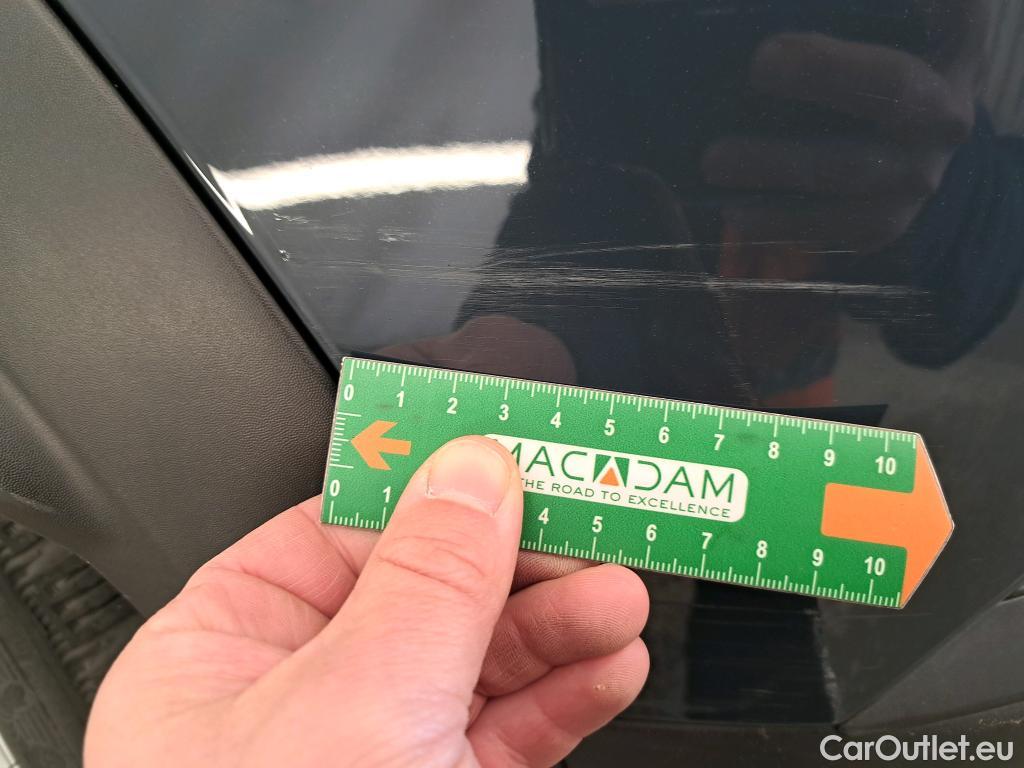 0 1 2 3 4 5 6 7 8 9 10
MACADAM
THE ROAD TO EXCELLENCE
0 1 4 5 6 7 8 9 10
CarOutlet.eu